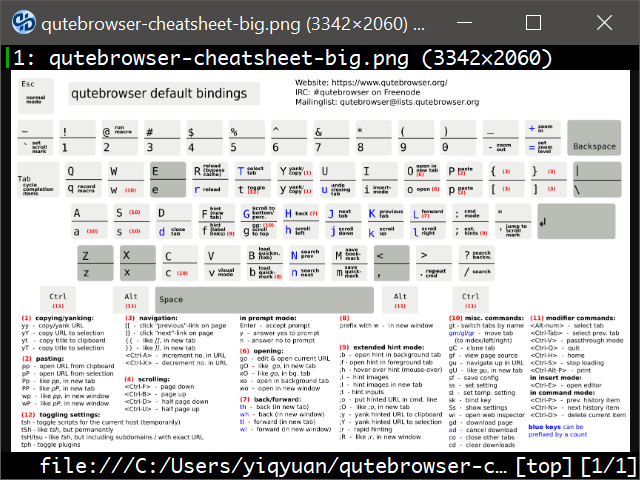 qutebrowser-cheatsheet-big.png (3342×2060) ...
1: qutebrowser-cheatsheet-big.png (3342×2060)
Esc
normal mode
qutebrowser default bindings
Website: https://www.qutebrowser.org/
IRC: #qutebrowser on Freenode
Mailinglist: qutebrowser@lists.qutebrowser.org
~ ! @ run macro # $ % ^ & * ( ) _ + zoom in
` set scroll mark 1 2 3 4 5 6 7 8 9 0 - zoom out = set zoom Backspace
Tab
cycle completion items
Q W E R reload (bypass cache) T select tab Y yank/copy (1) U I O open in new tab (6) P paste (2) { (3) } (3) |
q record macro w (10) e r reload t toggle (12) y yank/copy (1) u undo closing tab i insert-mode o open (6) p paste (2) [ (3) ] (3) \
A S (10) D F hint (new tab) G scroll to bottom/perc. H back (7) J next tab K previous tab L forward (7) : cmd mode "
a (10) s (10) d close tab f hint (label links) (8) g gg: (10) scroll to top h scroll left j scroll down k scroll up l scroll right ; ext. hints (9) ' jump to scroll mark
Z X C V B load quickm. (tab) N search prev M save book-mark < > ? search backw.
z x c (10) v visual mode b load quick-mark (8) n search next m save quickmark , . repeat cmd / search
Ctrl (11) Alt (11) Space Alt (11) Ctrl (11)
(1) copying/yanking:
yy - copy/yank URL
yY - copy URL to selection
yt - copy title to clipboard
yT - copy title to selection
(2) pasting:
pp - open URL from clipboard
pP - open URL from selection
Pp - like pp, in new tab
PP - like pP, in new tab
wp - like pp, in new window
wP - like pP, in new window
(12) toggling settings:
tsh - toggle scripts for the current host (temporarily)
tSh - like tsh, but permanently
tsH/tsu - like tsh, but including subdomains / with exact URL
tph - toggle plugins
(3) navigation:
[[ - click "previous"-link on page
]] - click "next"-link on page
{{ - like [[, in new tab
}} - like ]], in new tab
<Ctrl-A> - increment no. in URL
<Ctrl-X> - decrement no. in URL
(4) scrolling:
<Ctrl-F> - page down
<Ctrl-B> - page up
<Ctrl-D> - half page down
<Ctrl-U> - half page up
in prompt mode:
Enter - accept prompt
y - answer yes to prompt
n - answer no to prompt
(6) opening:
go - edit & open current URL
gO - like go, in new tab
xO - like go, in bg. tab
xo - open in background tab
wo - open in new window
(7) back/forward:
th - back (in new tab)
wh - back (in new window)
tl - forward (in new tab)
wl - forward (in new window)
(8)
prefix with w - in new window
(9) extended hint mode:
;b - open hint in background tab
;f - open hint in foreground tab
;h - hover over hint (mouse-over)
;i - hint images
;I - hint images in new tab
;t - hint inputs
;o - put hinted URL in cmd. line
;O - like ;o, in new tab
;y - yank hinted URL to clipboard
;Y - yank hinted URL to selection
;r - rapid hinting
;R - like ;r, in new window
(10) misc. commands:
gt - switch tabs by name
gm/gl/gr - move tab
(to index/left/right)
gC - clone tab
gf - view page source
gu - navigate up in URL
gU - like gu, in new tab
sf - save config
ss - set setting
sl - set temp. setting
sk - bind key
Ss - show settings
wi - open web inspector
gd - download page
ad - cancel download
co - close other tabs
cd - clear downloads
(11) modifier commands:
<Alt-num> - select tab
<Ctrl-Tab> - select prev. tab
<Ctrl-V> - passthrough mode
<Ctrl-Q> - quit
<Ctrl-h> - home
<Ctrl-S> - stop loading
<Ctrl-Alt-p> - print
in insert mode:
<Ctrl-E> - open editor
in command mode:
<Ctrl-P> - prev. history item
<Ctrl-N> - next history item
<Ctrl-D> - delete current item
blue keys can be
prefixed by a count
file:///C:/Users/yiqyuan/qutebrowser-c… [top] [1/1]